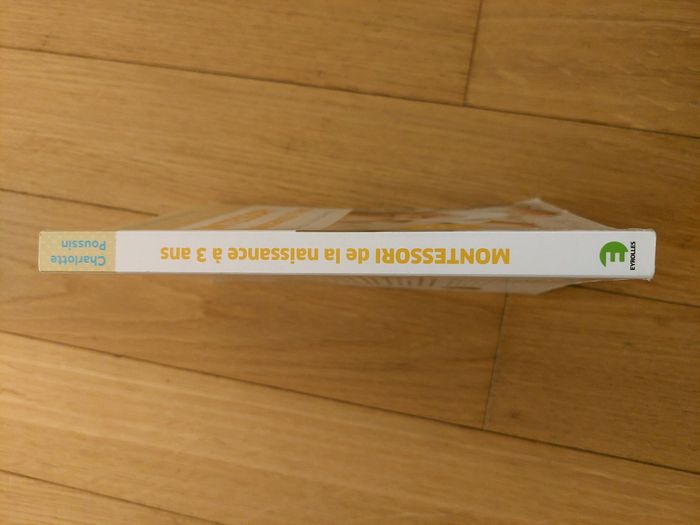 EYROLLES
MONTESSORI de la naissance à 3 ans
Charlotte
Poussin